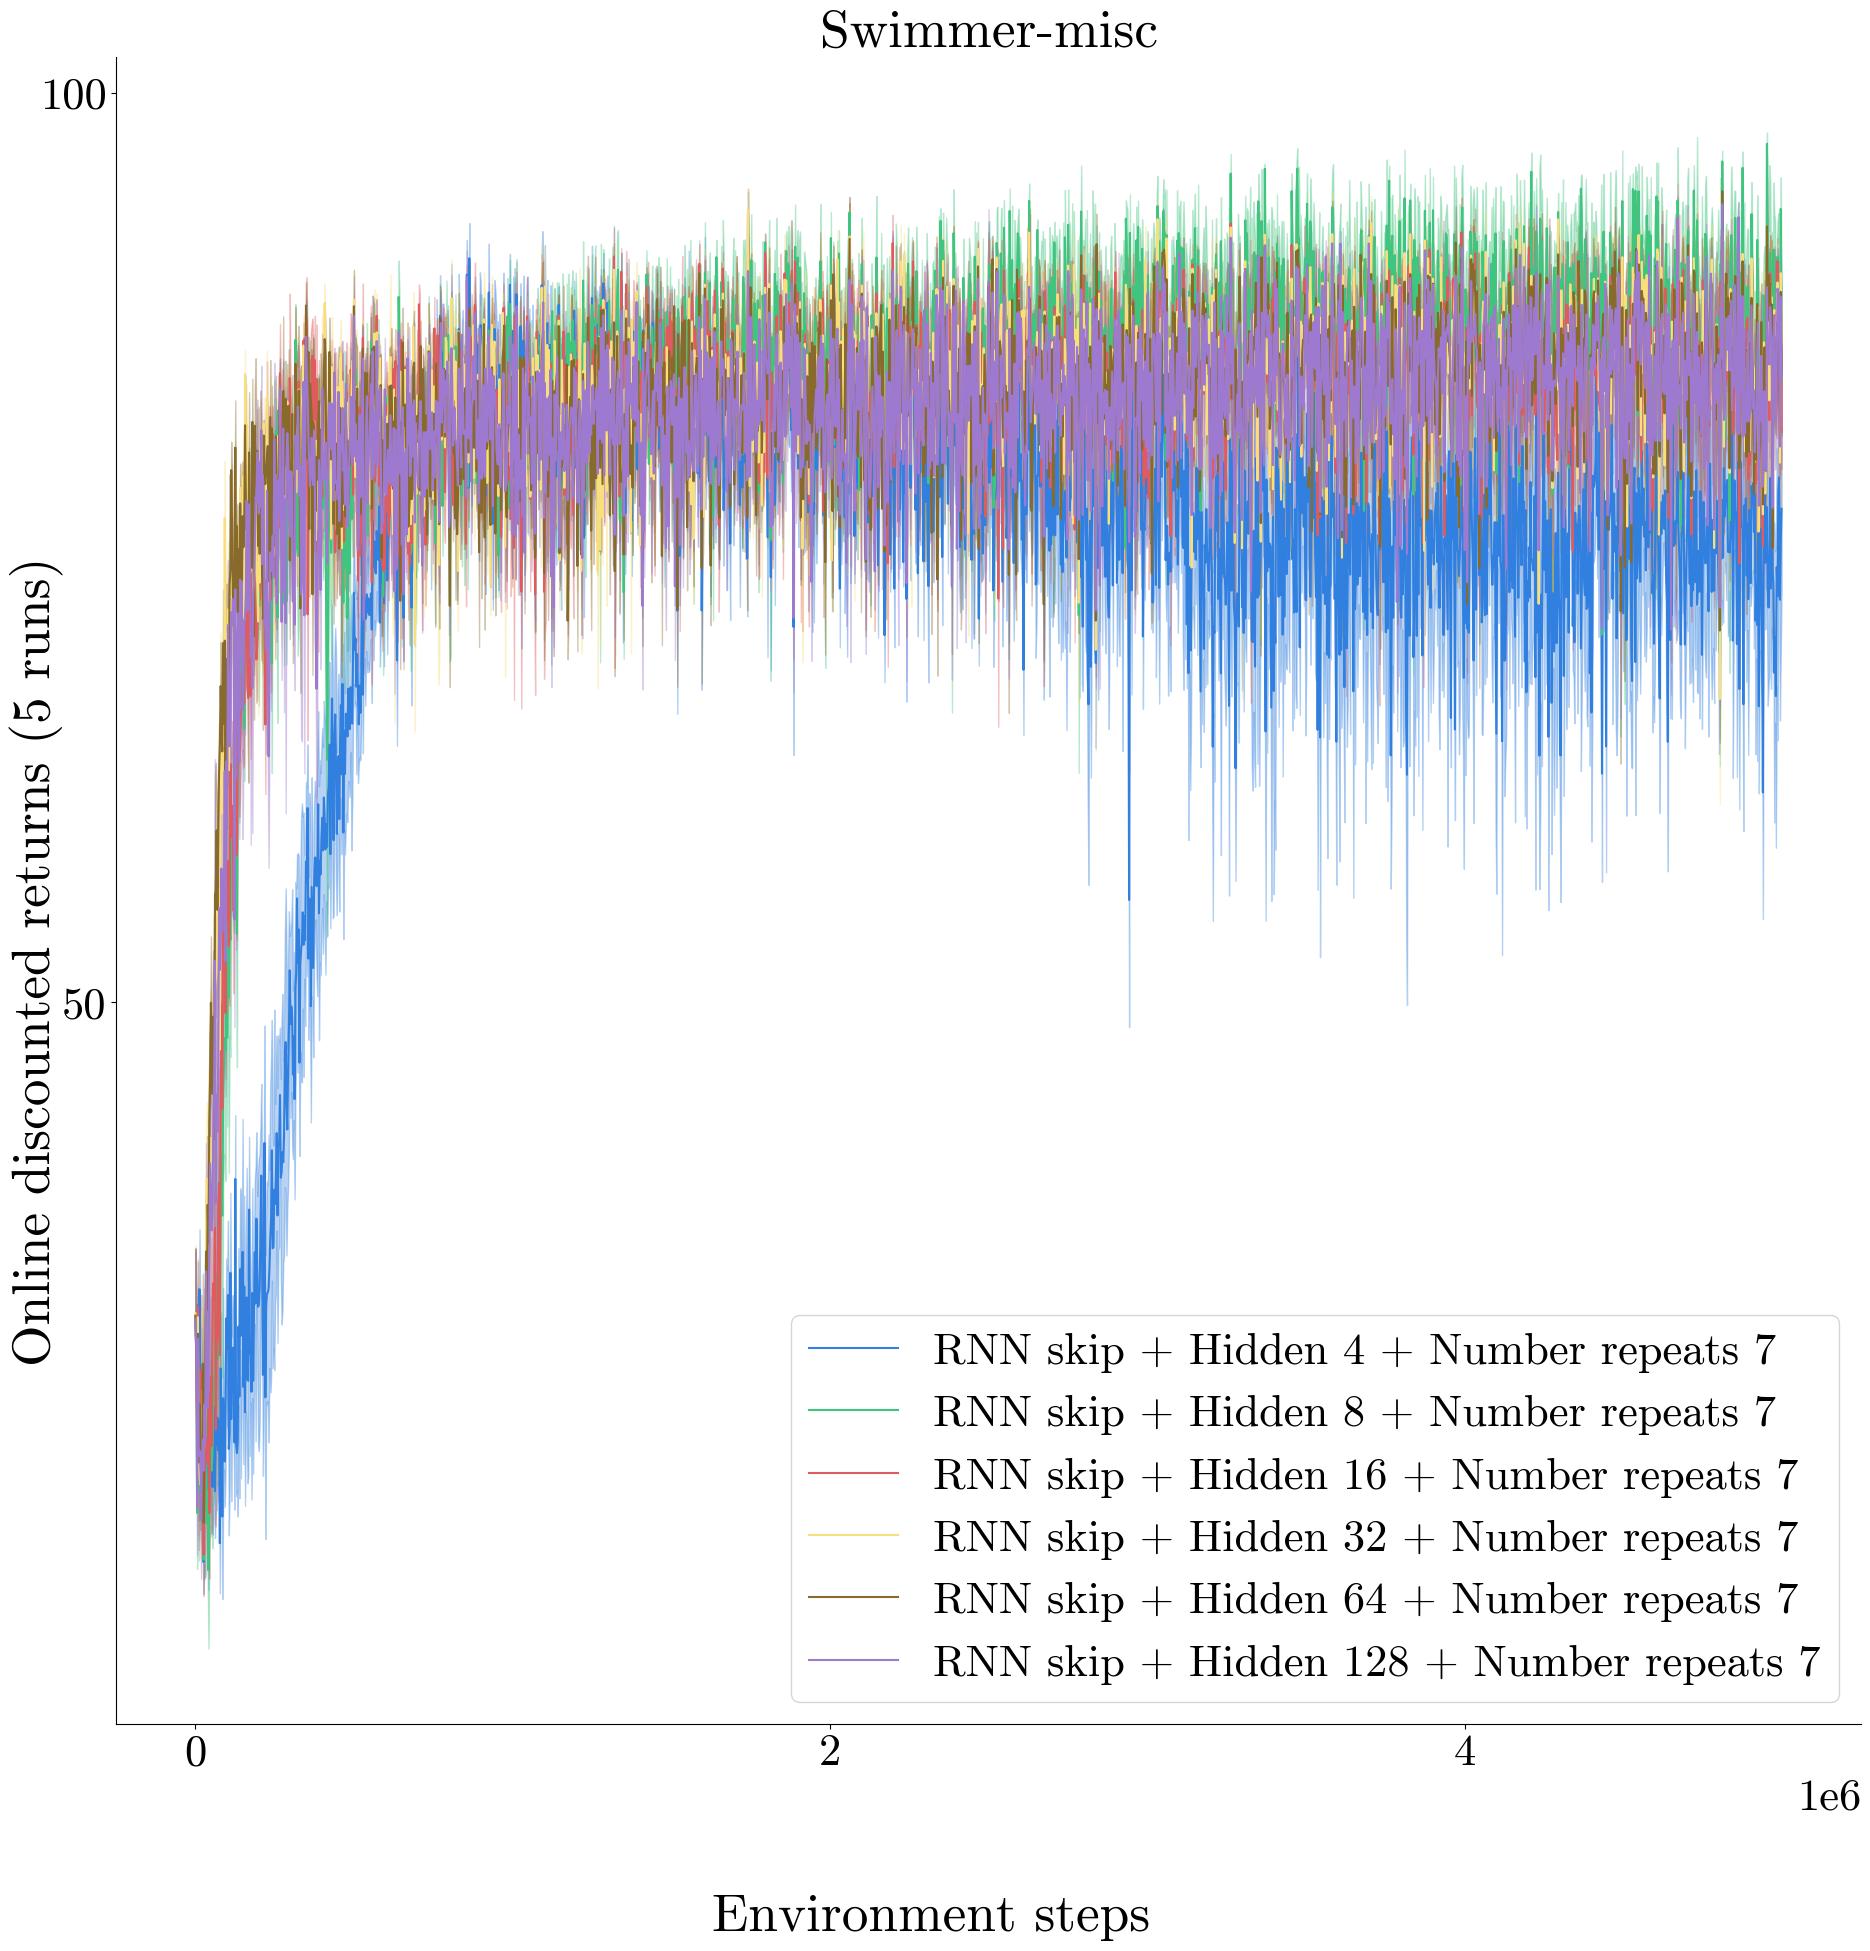 Swimmer-misc
100
50
Online discounted returns (5 runs)
RNN skip + Hidden 4 + Number repeats 7
RNN skip + Hidden 8 + Number repeats 7
RNN skip + Hidden 16 + Number repeats 7
RNN skip + Hidden 32 + Number repeats 7
RNN skip + Hidden 64 + Number repeats 7
RNN skip + Hidden 128 + Number repeats 7
0 2 4
1e6
Environment steps